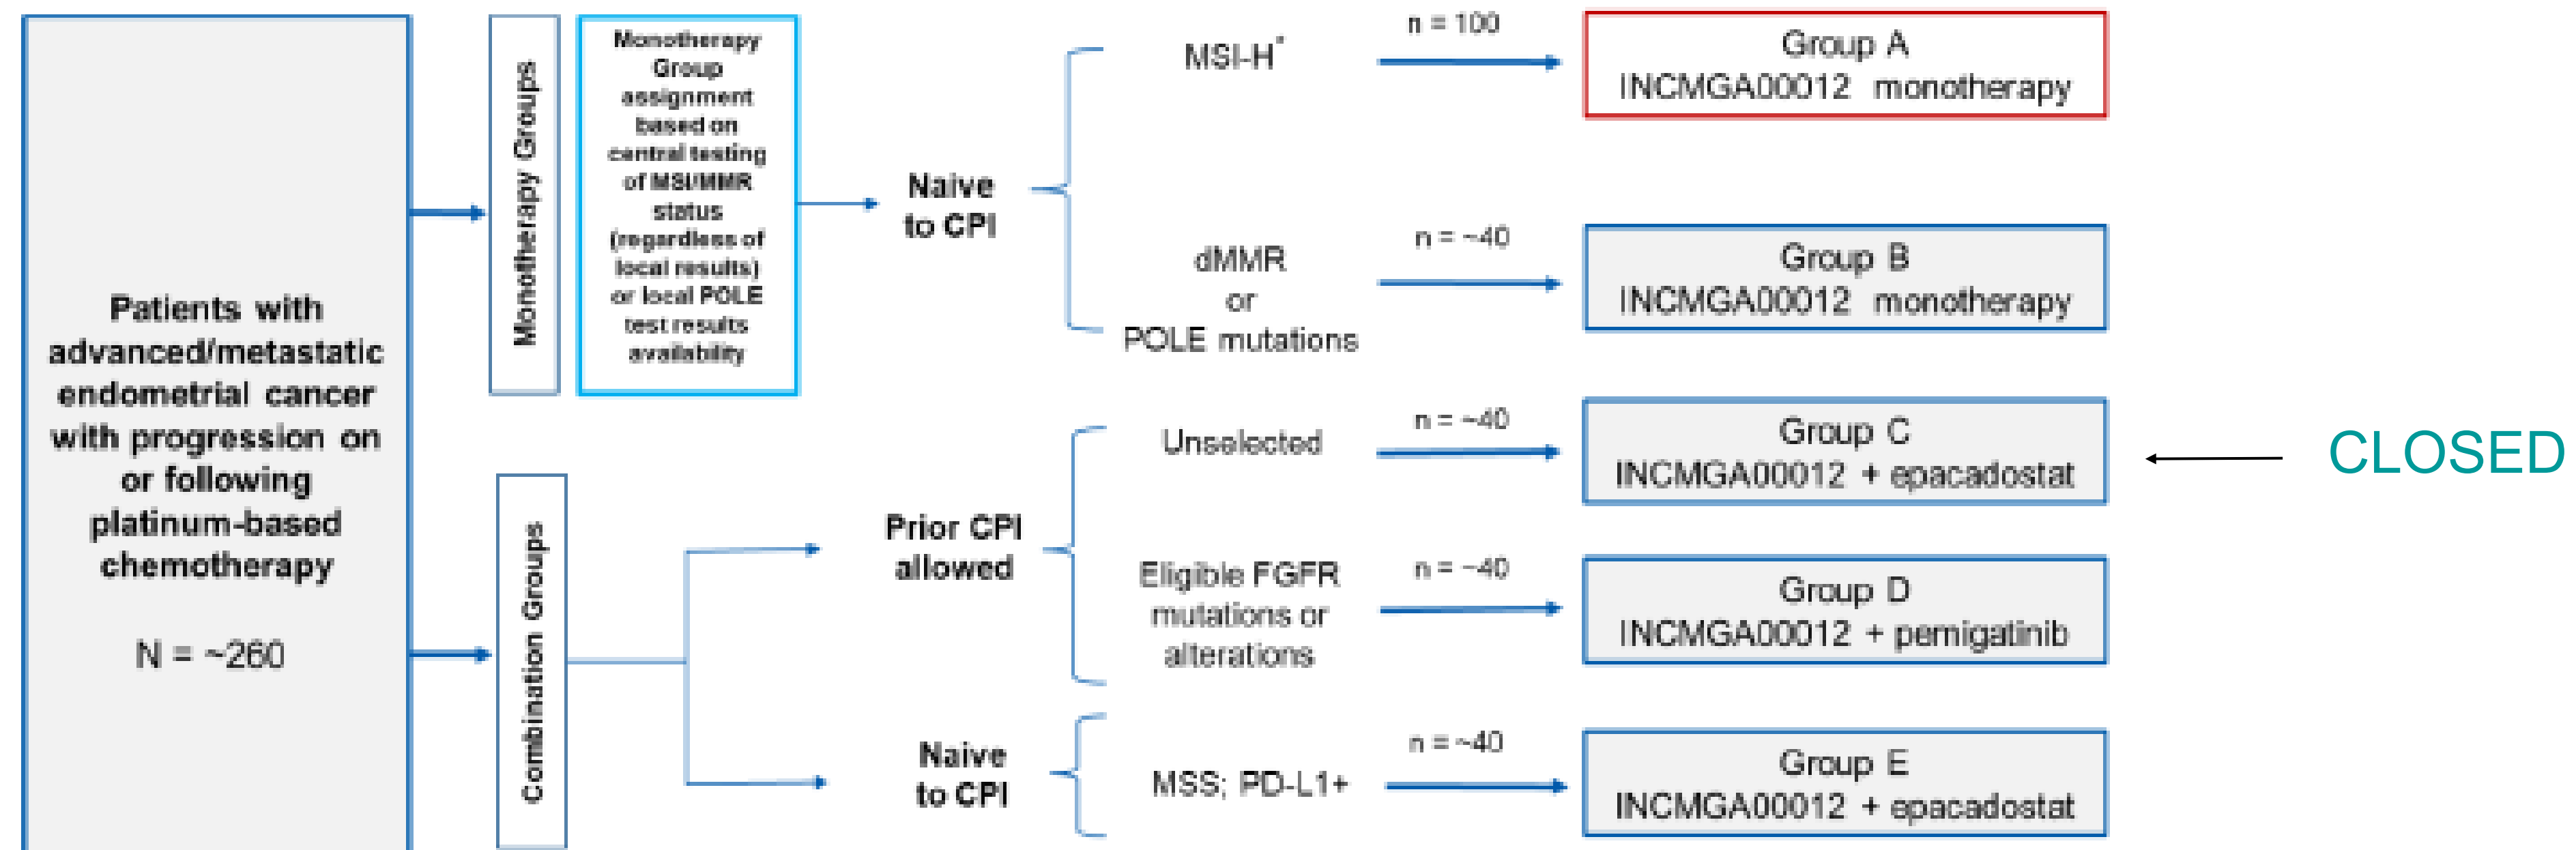 Patients with
advanced/metastatic
endometrial cancer
with progression on
or following
platinum-based
chemotherapy
N = ~260
Monotherapy Groups
Monotherapy
Group
assignment
based on
central testing
of MSI/MMR
status
(regardless of
local results)
or local POLE
test results
availability
Naive
to CPI
MSI-H*
n = 100
Group A
INCMGA00012 monotherapy
dMMR
or
POLE mutations
n = ~40
Group B
INCMGA00012 monotherapy
Combination Groups
Prior CPI
allowed
Unselected
n = ~40
Group C
INCMGA00012 + epacadostat
CLOSED
Eligible FGFR
mutations or
alterations
n = ~40
Group D
INCMGA00012 + pemigatinib
Naive
to CPI
MSS; PD-L1+
n = ~40
Group E
INCMGA00012 + epacadostat